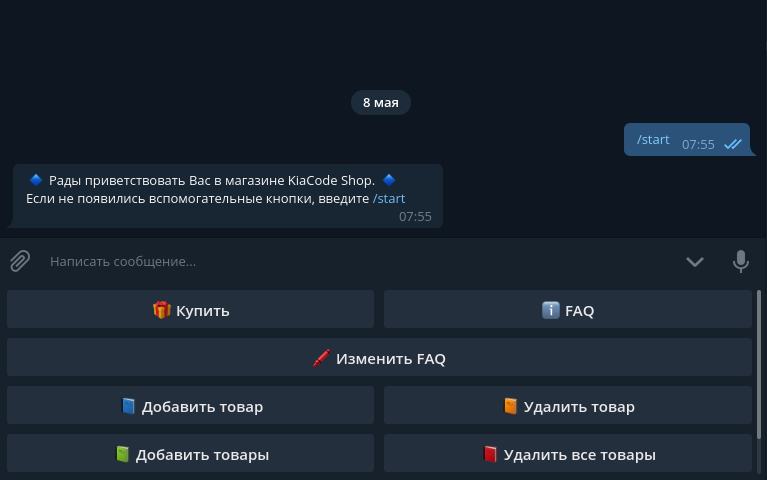 8 мая
/start 07:55
🔷 Рады приветствовать Вас в магазине KiaCode Shop. 🔷
Если не появились вспомогательные кнопки, введите /start
07:55
Написать сообщение...
🎁 Купить
ℹ️ FAQ
🖍 Изменить FAQ
📘 Добавить товар
📙 Удалить товар
📗 Добавить товары
📕 Удалить все товары